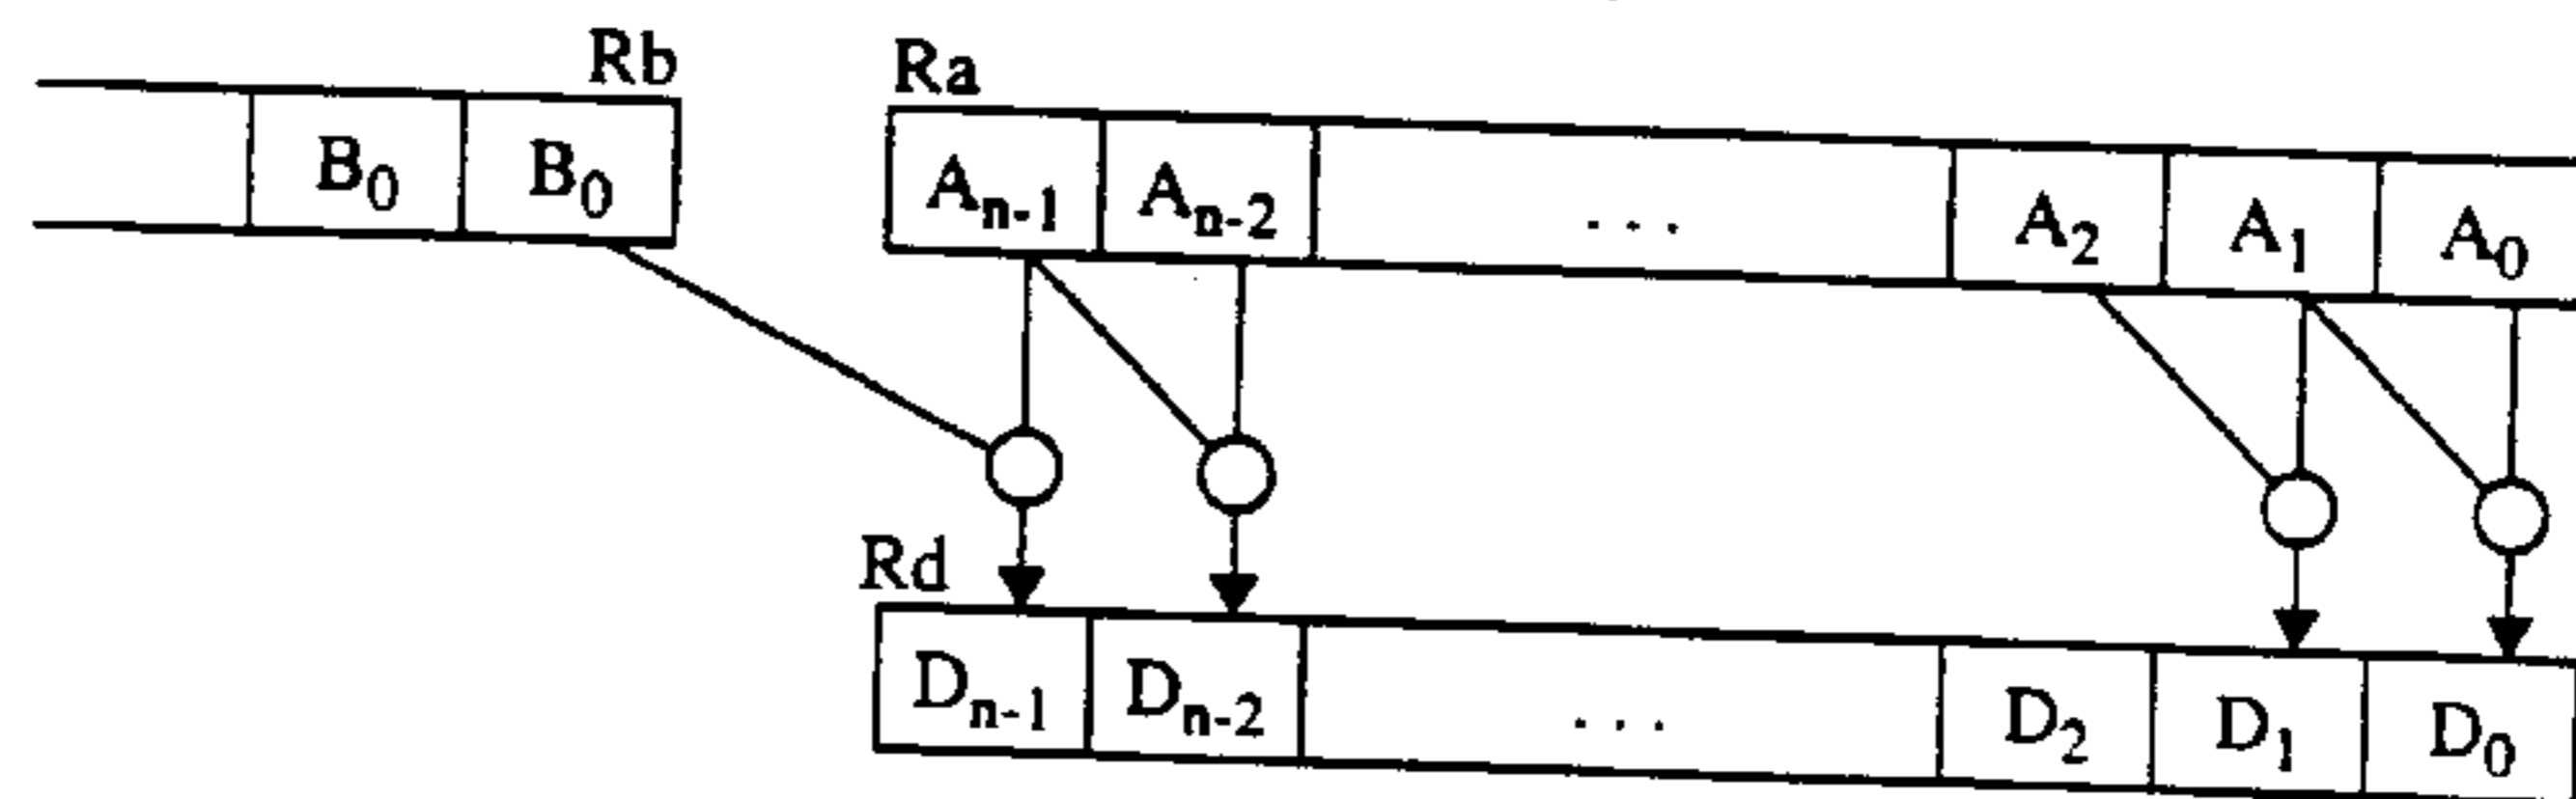 Rb Ra
B₀ B₀ Aₙ₋₁ Aₙ₋₂ . . . A₂ A₁ A₀
Rd
Dₙ₋₁ Dₙ₋₂ . . . D₂ D₁ D₀